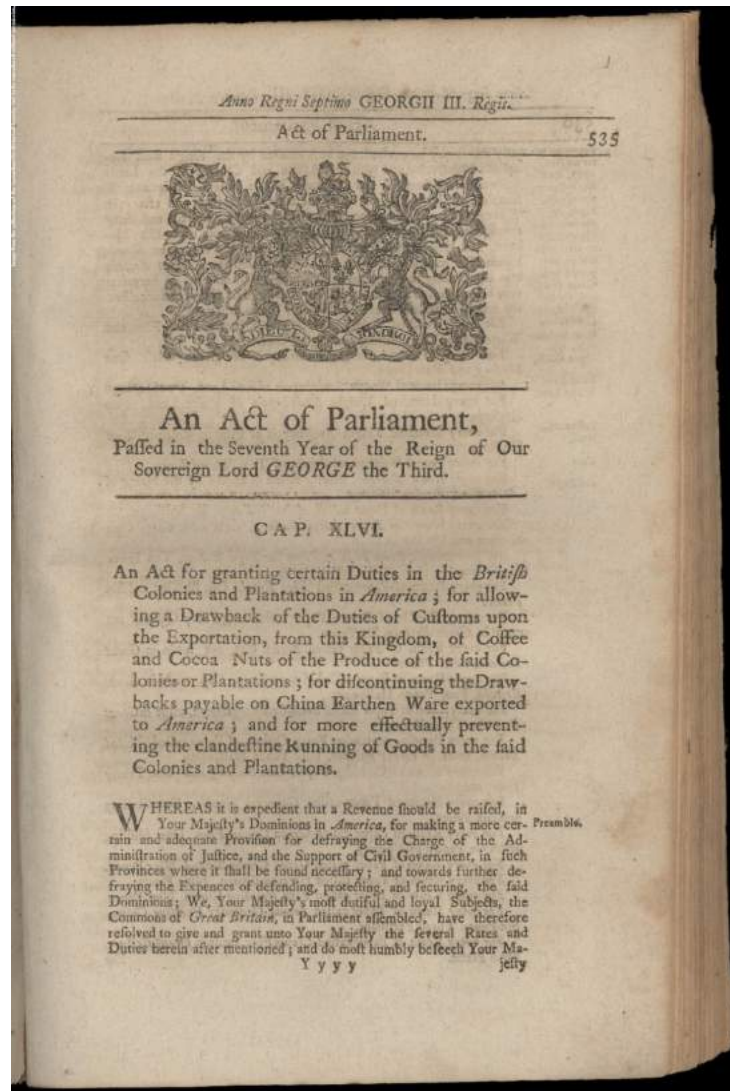 Anno Regni Septimo GEORGII III. Regis.
Act of Parliament.
535
DIEU ET
MON DROIT
An Act of Parliament,
Paſſed in the Seventh Year of the Reign of Our
Sovereign Lord GEORGE the Third.
CAP. XLVI.
An Act for granting certain Duties in the Britiſh
Colonies and Plantations in America ; for allow-
ing a Drawback of the Duties of Cuſtoms upon
the Exportation, from this Kingdom, of Coffee
and Cocoa Nuts of the Produce of the ſaid Co-
lonies or Plantations ; for diſcontinuing the Draw-
backs payable on China Earthen Ware exported
to America ; and for more effectually prevent-
ing the clandeſtine Running of Goods in the ſaid
Colonies and Plantations.
WHEREAS it is expedient that a Revenue ſhould be raiſed, in
Your Majeſty's Dominions in America, for making a more cer- Preamble.
tain and adequate Proviſion for defraying the Charge of the Ad-
miniſtration of Juſtice, and the Support of Civil Government, in ſuch
Provinces where it ſhall be found neceſſary ; and towards further de-
fraying the Expences of defending, protecting, and ſecuring, the ſaid
Dominions ; We, Your Majeſty's moſt dutiful and loyal Subjects, the
Commons of Great Britain, in Parliament aſſembled, have therefore
reſolved to give and grant unto Your Majeſty the ſeveral Rates and
Duties herein after mentioned ; and do moſt humbly beſeech Your Ma-
Y y y y jeſty